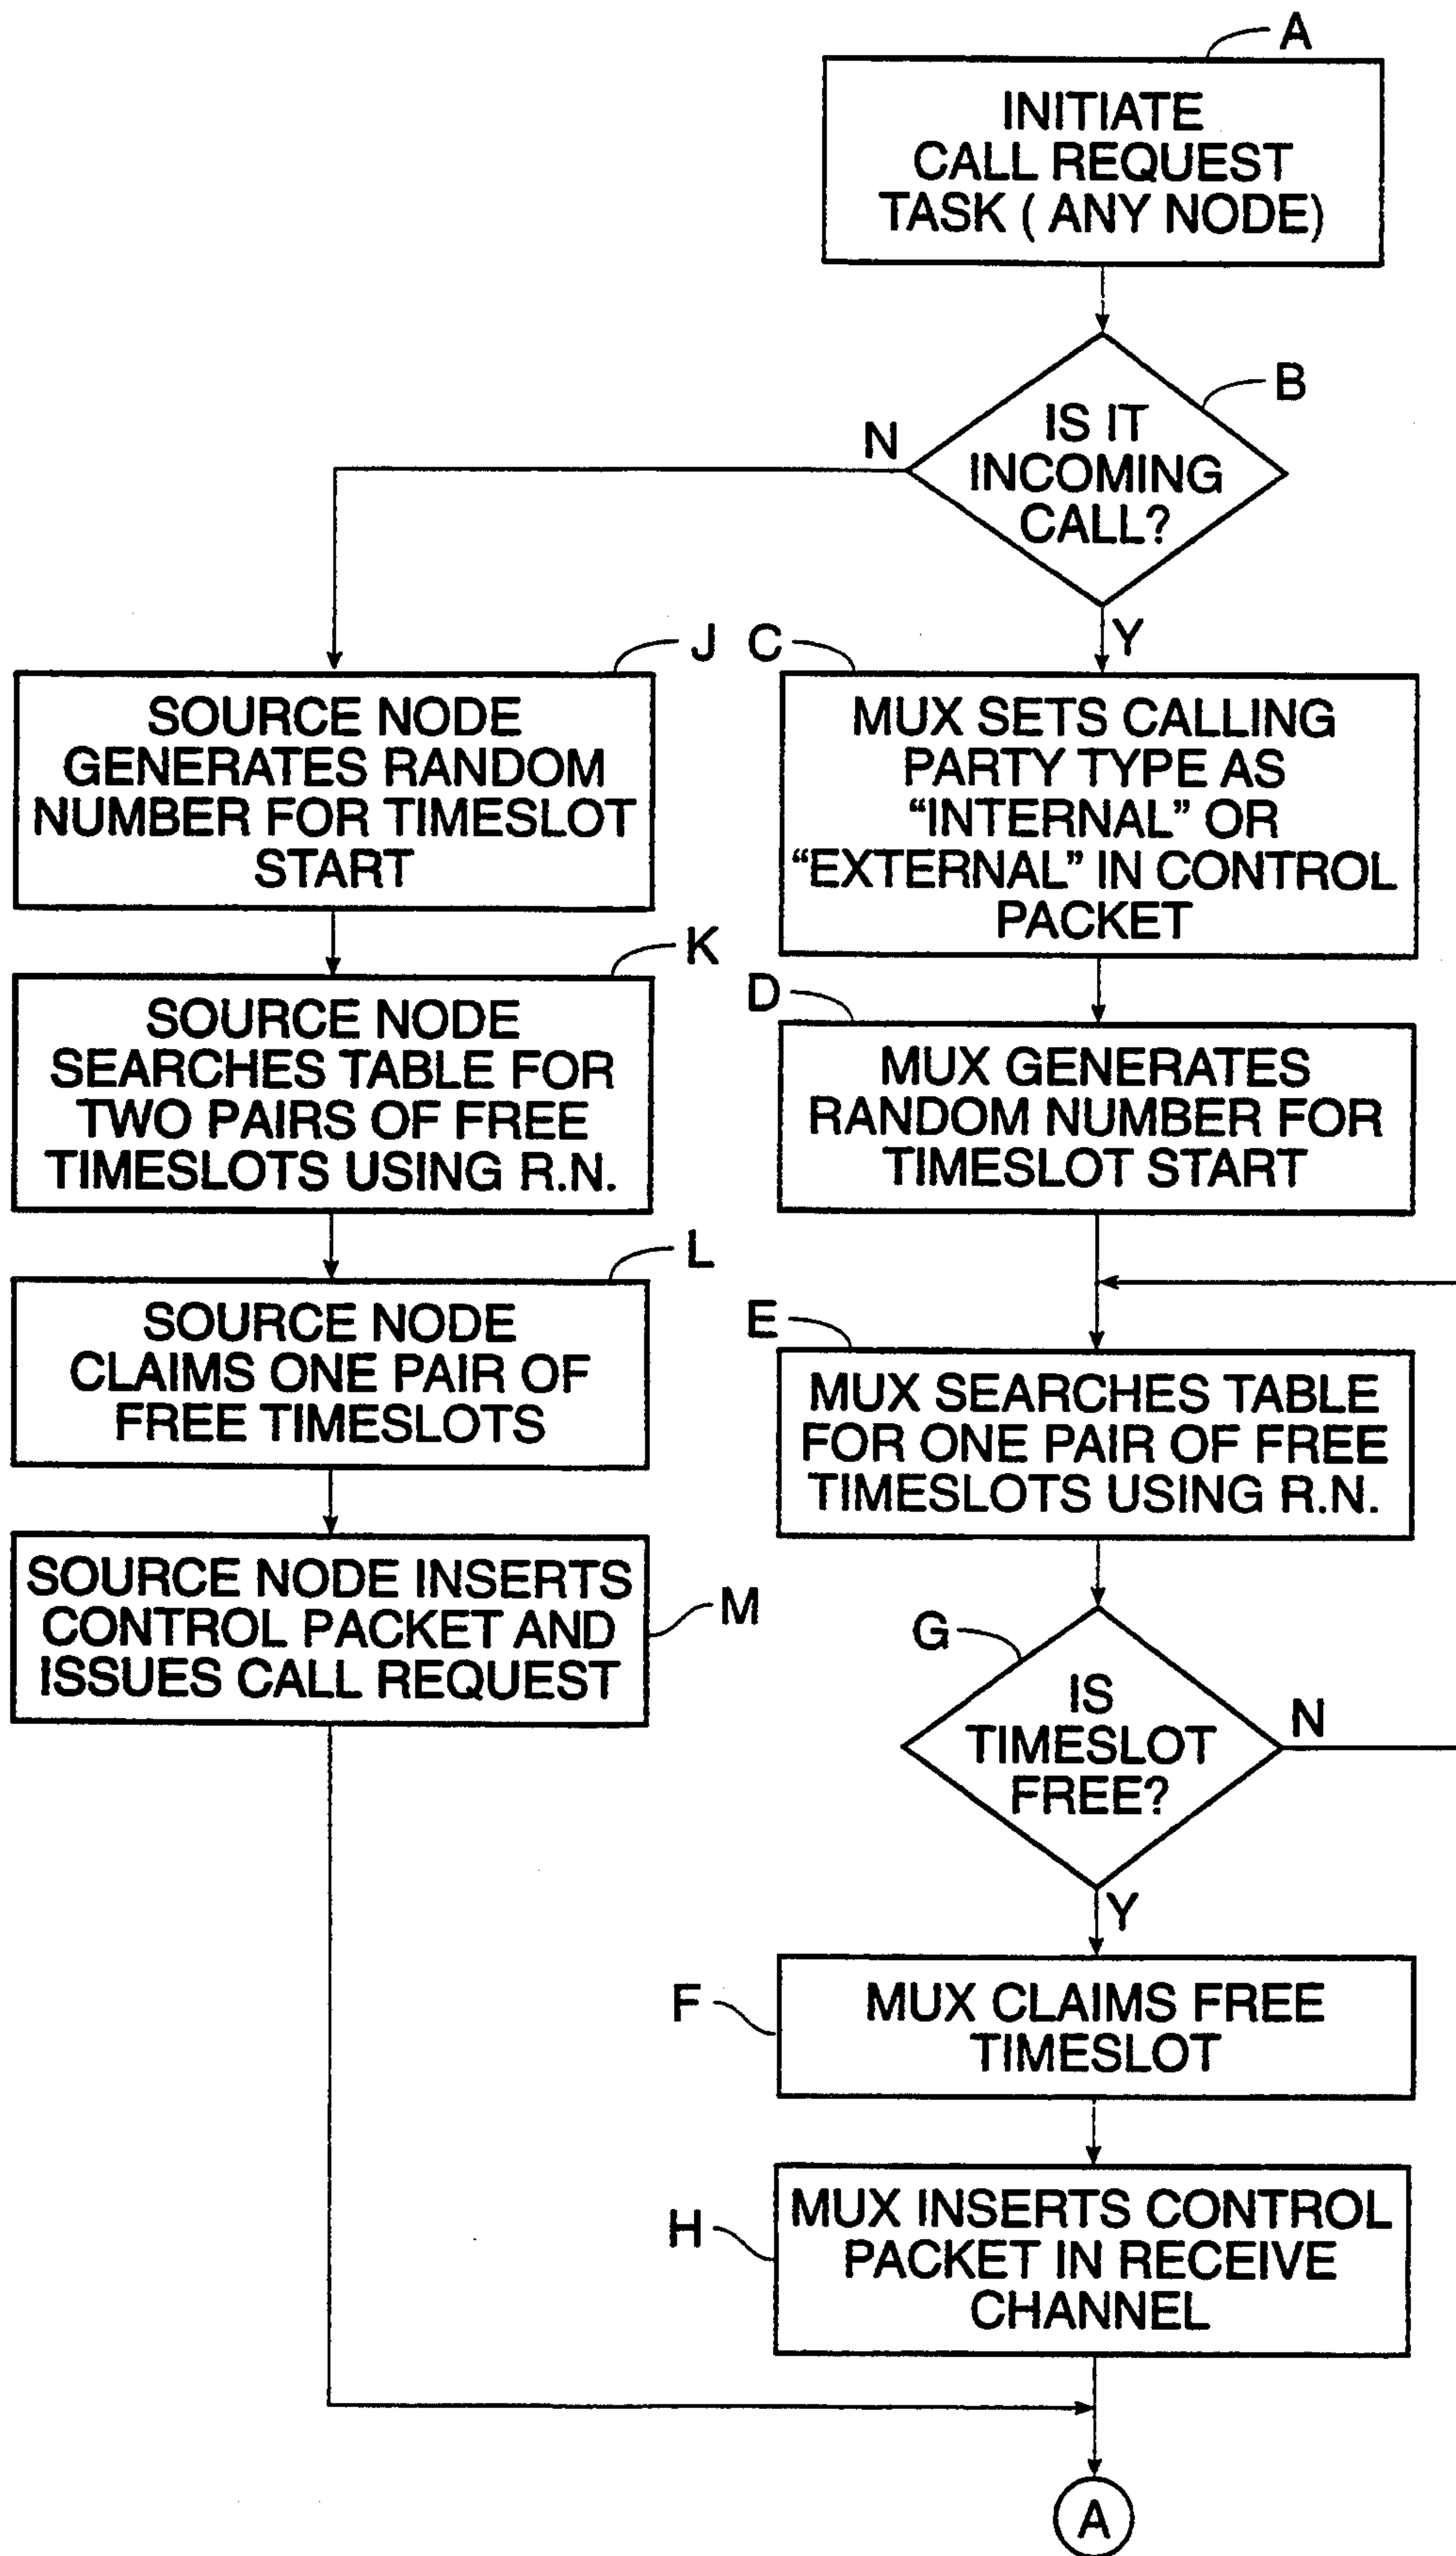 A
INITIATE
CALL REQUEST
TASK ( ANY NODE)
B
IS IT
INCOMING
CALL?
N
Y
J
SOURCE NODE
GENERATES RANDOM
NUMBER FOR TIMESLOT
START
K
SOURCE NODE
SEARCHES TABLE FOR
TWO PAIRS OF FREE
TIMESLOTS USING R.N.
L
SOURCE NODE
CLAIMS ONE PAIR OF
FREE TIMESLOTS
SOURCE NODE INSERTS
CONTROL PACKET AND
ISSUES CALL REQUEST
M
C
MUX SETS CALLING
PARTY TYPE AS
“INTERNAL” OR
“EXTERNAL” IN CONTROL
PACKET
D
MUX GENERATES
RANDOM NUMBER FOR
TIMESLOT START
E
MUX SEARCHES TABLE
FOR ONE PAIR OF FREE
TIMESLOTS USING R.N.
G
IS
TIMESLOT
FREE?
N
Y
F
MUX CLAIMS FREE
TIMESLOT
H
MUX INSERTS CONTROL
PACKET IN RECEIVE
CHANNEL
A